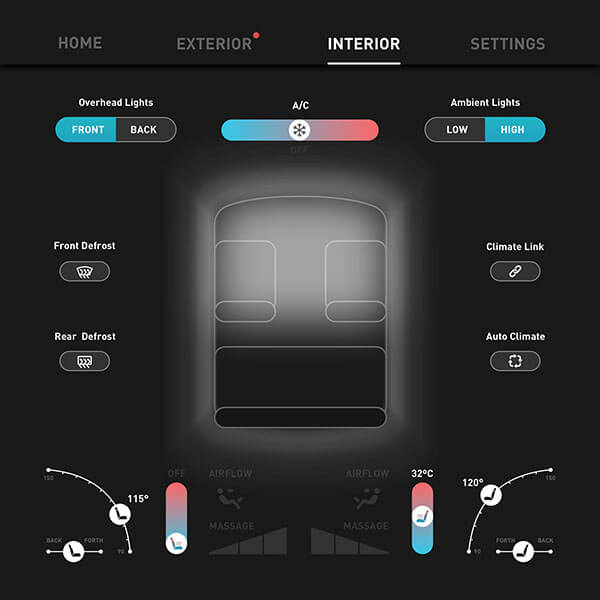 HOME EXTERIOR INTERIOR SETTINGS
Overhead Lights A/C Ambient Lights
FRONT BACK LOW HIGH
OFF
Front Defrost Climate Link
Rear Defrost Auto Climate
OFF AIRFLOW AIRFLOW 32°C
150 150
120°
115°
MASSAGE MASSAGE
BACK FORTH 90 90 FORTH BACK